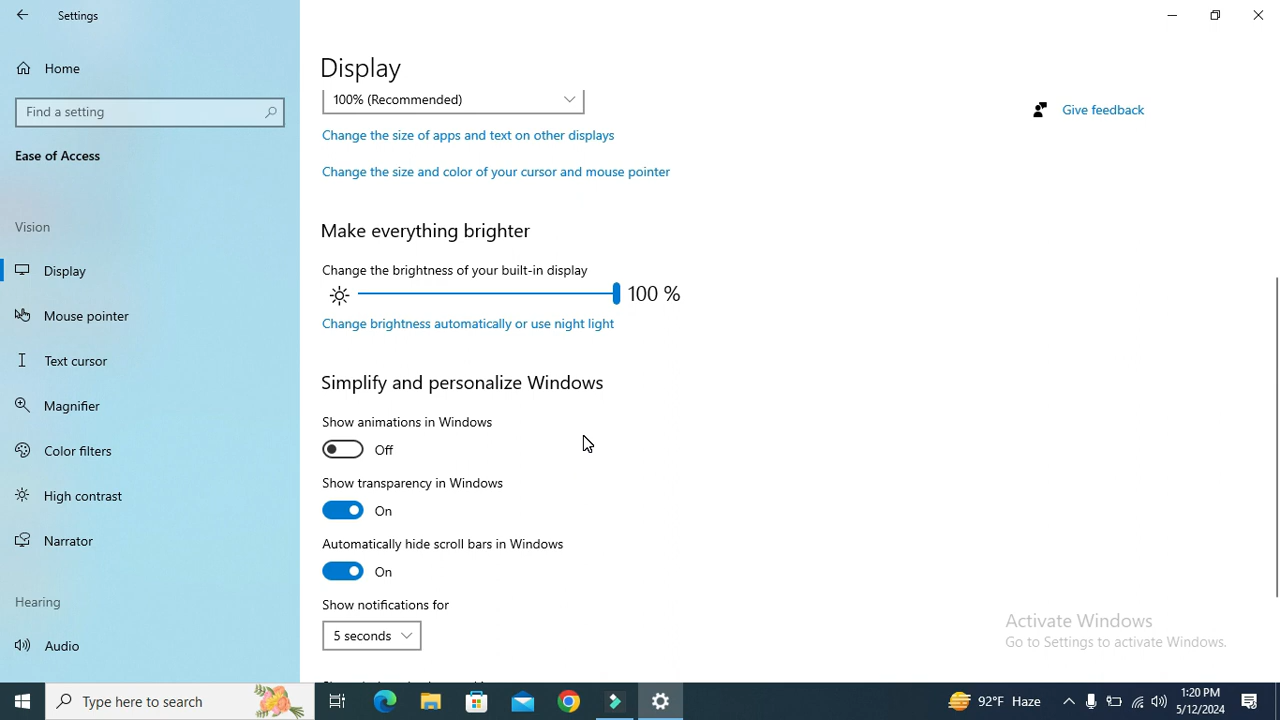 Settings
Home
Find a setting
Ease of Access
Vision
Display
Mouse pointer
Text cursor
Magnifier
Color filters
High contrast
Narrator
Hearing
Audio
Display
100% (Recommended)
Change the size of apps and text on other displays
Change the size and color of your cursor and mouse pointer
Make everything brighter
Change the brightness of your built-in display
100 %
Change brightness automatically or use night light
Simplify and personalize Windows
Show animations in Windows
Off
Show transparency in Windows
On
Automatically hide scroll bars in Windows
On
Show notifications for
5 seconds
Give feedback
Activate Windows
Go to Settings to activate Windows.
Type here to search
92°F Haze
1:20 PM
5/12/2024